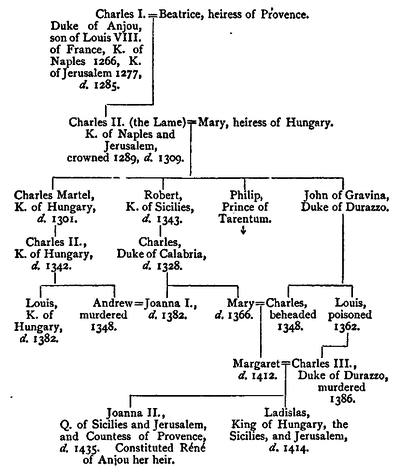 Charles I. = Beatrice, heiress of Provence.
Duke of Anjou,
son of Louis VIII.
of France, K. of
Naples 1266, K.
of Jerusalem 1277,
d. 1285.
Charles II. (the Lame) = Mary, heiress of Hungary.
K. of Naples and
Jerusalem,
crowned 1289, d. 1309.
Charles Martel,
K. of Hungary,
d. 1301.
Robert,
K. of Sicilies,
d. 1343.
Philip,
Prince of
Tarentum.
John of Gravina,
Duke of Durazzo.
Charles II.,
K. of Hungary,
d. 1342.
Charles,
Duke of Calabria,
d. 1328.
Louis,
K. of
Hungary,
d. 1382.
Andrew = Joanna I.,
murdered d. 1382.
1348.
Mary = Charles,
d. 1366. beheaded
1348.
Louis,
poisoned
1362.
Margaret = Charles III.,
d. 1412. Duke of Durazzo,
murdered
1386.
Joanna II.,
Q. of Sicilies and Jerusalem,
and Countess of Provence,
d. 1435. Constituted Réné
of Anjou her heir.
Ladislas,
King of Hungary, the
Sicilies, and Jerusalem,
d. 1414.